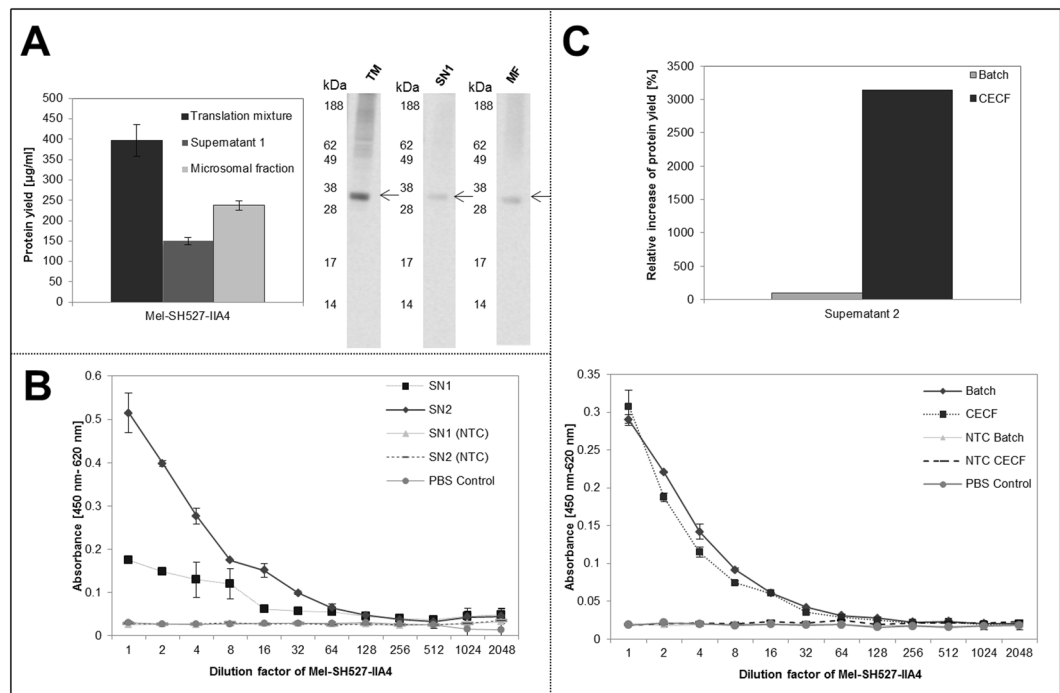 A
500
450
400
350
300
250
200
150
100
50
0
Protein yield [µg/ml]
Translation mixture
Supernatant 1
Microsomal fraction
Mel-SH527-IIA4
TM
SN1
MF
kDa kDa kDa
188 188 188
62 62 62
49 49 49
38 38 38
28 28 28
17 17 17
14 14 14
C
3500
3000
2500
2000
1500
1000
500
0
Relative increase of protein yield [%]
Batch
CECF
Supernatant 2
B
0.6
0.5
0.4
0.3
0.2
0.1
0
Absorbance [450 nm- 620 nm]
SN1
SN2
SN1 (NTC)
SN2 (NTC)
PBS Control
1 2 4 8 16 32 64 128 256 512 1024 2048
Dilution factor of Mel-SH527-IIA4
0.35
0.3
0.25
0.2
0.15
0.1
0.05
0
Absorbance [450 nm-620 nm]
Batch
CECF
NTC Batch
NTC CECF
PBS Control
1 2 4 8 16 32 64 128 256 512 1024 2048
Dilution factor of Mel-SH527-IIA4